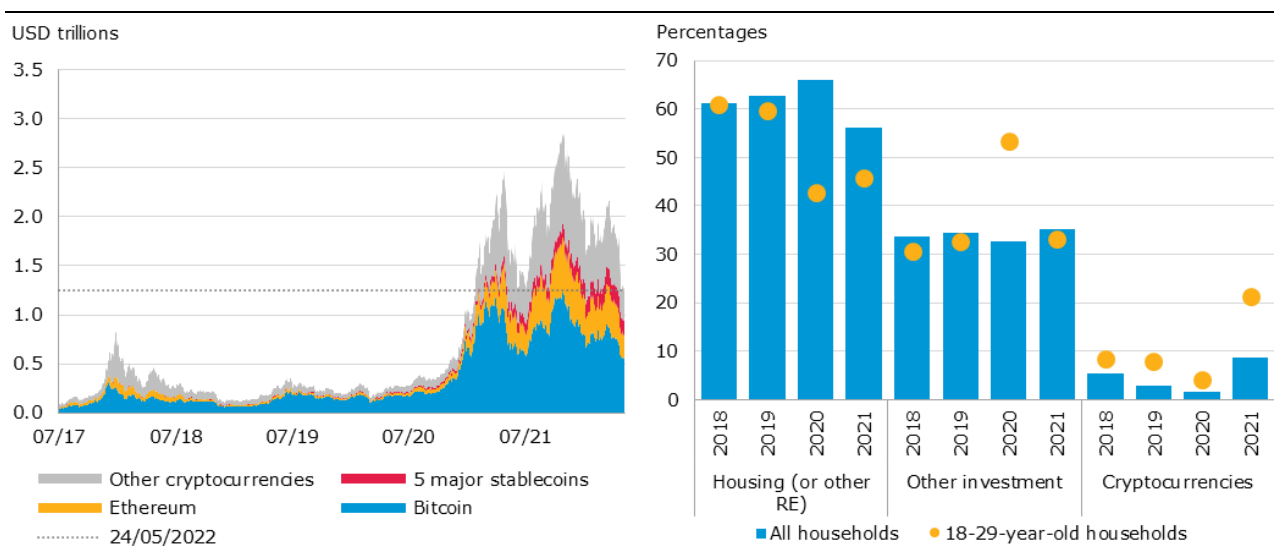 USD trillions
3.5
3.0
2.5
2.0
1.5
1.0
0.5
0.0
07/17 07/18 07/19 07/20 07/21
Other cryptocurrencies 5 major stablecoins
Ethereum Bitcoin
24/05/2022
Percentages
70
60
50
40
30
20
10
0
2018 2019 2020 2021 2018 2019 2020 2021 2018 2019 2020 2021
Housing (or other Other investment Cryptocurrencies
RE)
All households 18-29-year-old households